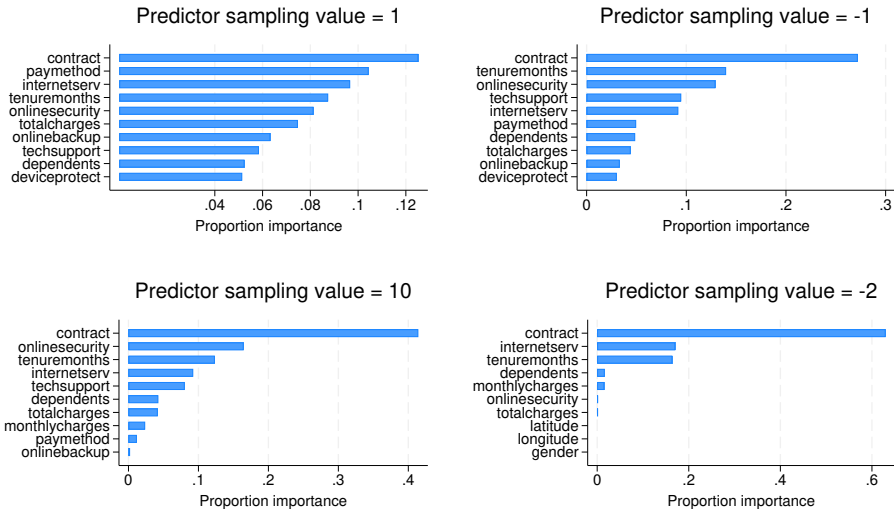 Predictor sampling value = 1
contract
paymethod
internetserv
tenuremonths
onlinesecurity
totalcharges
onlinebackup
techsupport
dependents
deviceprotect
.04 .06 .08 .1 .12
Proportion importance
Predictor sampling value = -1
contract
tenuremonths
onlinesecurity
techsupport
internetserv
paymethod
dependents
totalcharges
onlinebackup
deviceprotect
0 .1 .2 .3
Proportion importance
Predictor sampling value = 10
contract
onlinesecurity
tenuremonths
internetserv
techsupport
dependents
totalcharges
monthlycharges
paymethod
onlinebackup
0 .1 .2 .3 .4
Proportion importance
Predictor sampling value = -2
contract
internetserv
tenuremonths
dependents
monthlycharges
onlinesecurity
totalcharges
latitude
longitude
gender
0 .2 .4 .6
Proportion importance